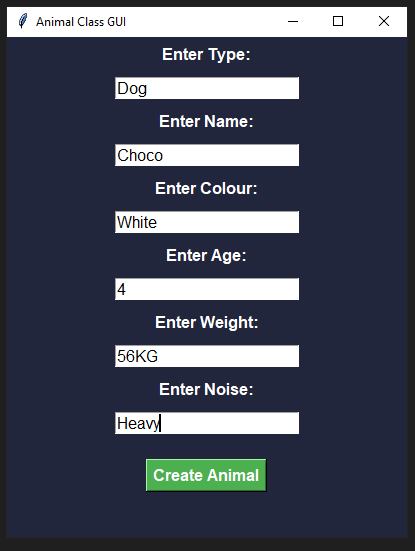 Animal Class GUI
Enter Type:
Dog
Enter Name:
Choco
Enter Colour:
White
Enter Age:
4
Enter Weight:
56KG
Enter Noise:
Heavy
Create Animal